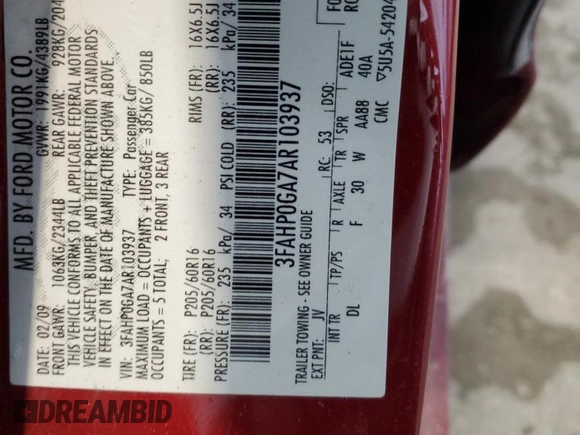 MFD. BY FORD MOTOR CO.
DATE: 02/09 GVWR: 1991KG/4389LB
FRONT GAWR: 1063KG/2344LB REAR GAWR: 928KG/204
THIS VEHICLE CONFORMS TO ALL APPLICABLE FEDERAL MOTOR
VEHICLE SAFETY, BUMPER, AND THEFT PREVENTION STANDARDS
IN EFFECT ON THE DATE OF MANUFACTURE SHOWN ABOVE.
VIN: 3FAHP0GA7AR103937 TYPE: Passenger Car
MAXIMUM LOAD = OCCUPANTS + LUGGAGE = 385KG/ 850LB
OCCUPANTS = 5 TOTAL; 2 FRONT, 3 REAR
TIRE (FR): P205/60R16 RIMS (FR): 16X6.5J
(RR): P205/60R16 (RR): 16X6.5J
PRESSURE (FR): 235 kPa/ 34 PSI COLD (RR): 235 kPa/ 34
3FAHP0GA7AR103937
TRAILER TOWING - SEE OWNER GUIDE
EXT PNT: JV RC: 53 DSO:
INT TR TP/PS R AXLE TR SPR ADE1F
DL F 30 W AA88 40A
CMC ▽5U5A-54204
DREAMBID